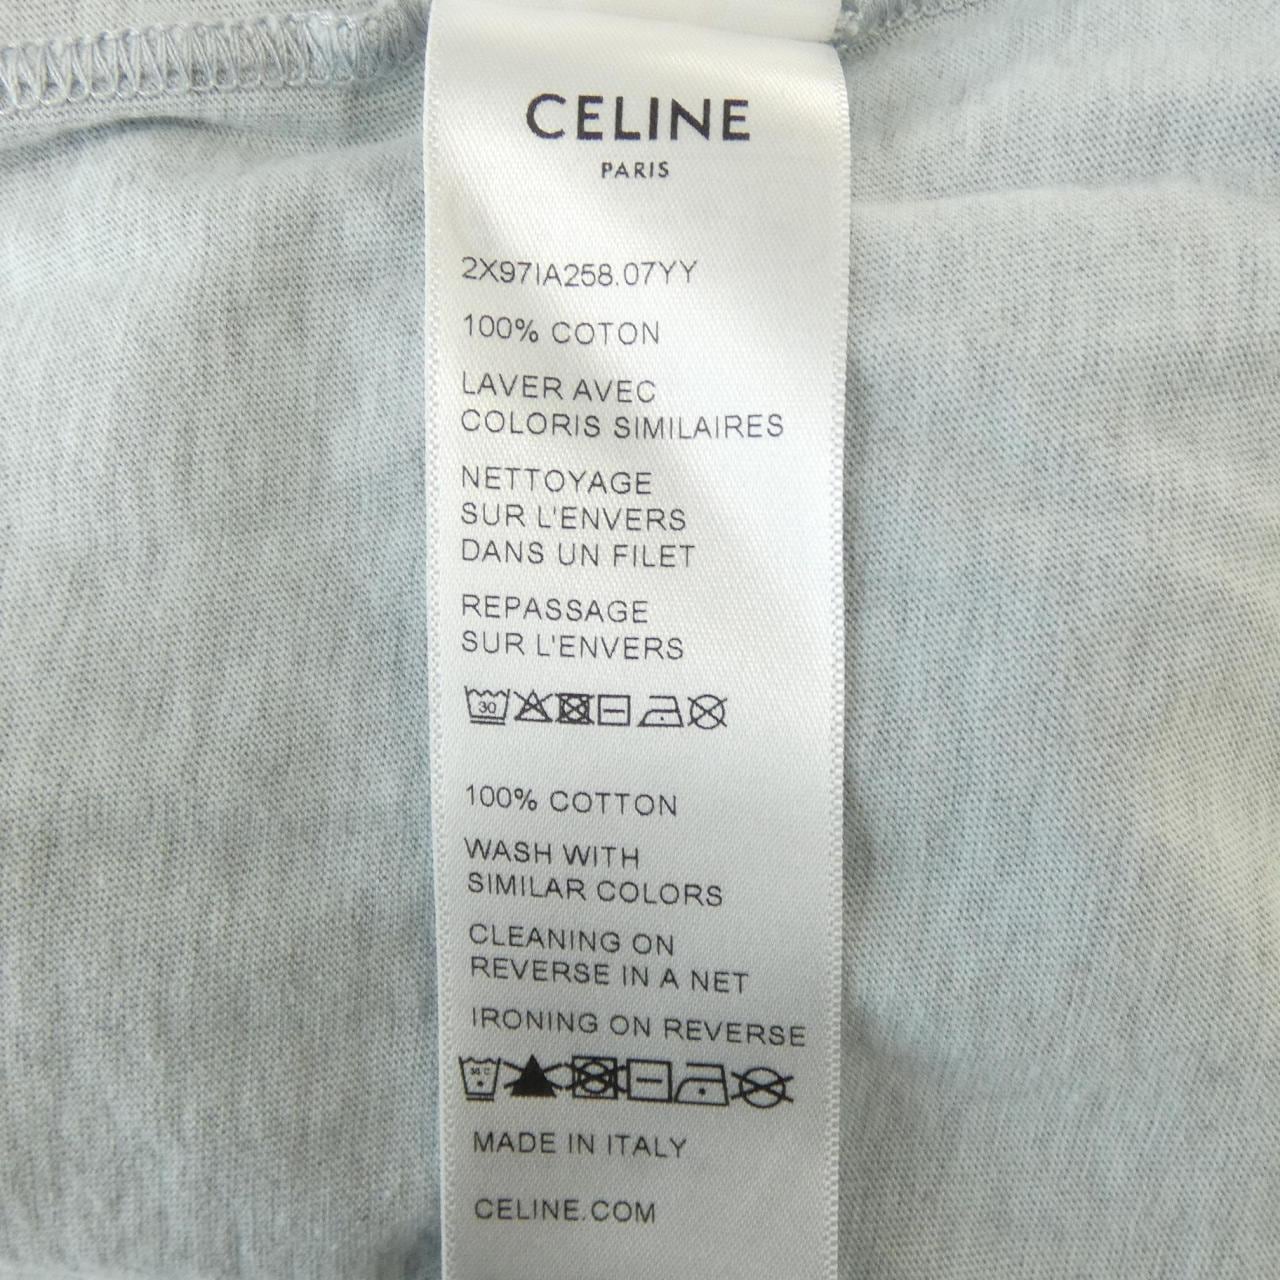 CELINE
PARIS
2X97IA258.07YY
100% COTON
LAVER AVEC
COLORIS SIMILAIRES
NETTOYAGE
SUR L'ENVERS
DANS UN FILET
REPASSAGE
SUR L'ENVERS
30
100% COTTON
WASH WITH
SIMILAR COLORS
CLEANING ON
REVERSE IN A NET
IRONING ON REVERSE
MADE IN ITALY
CELINE.COM